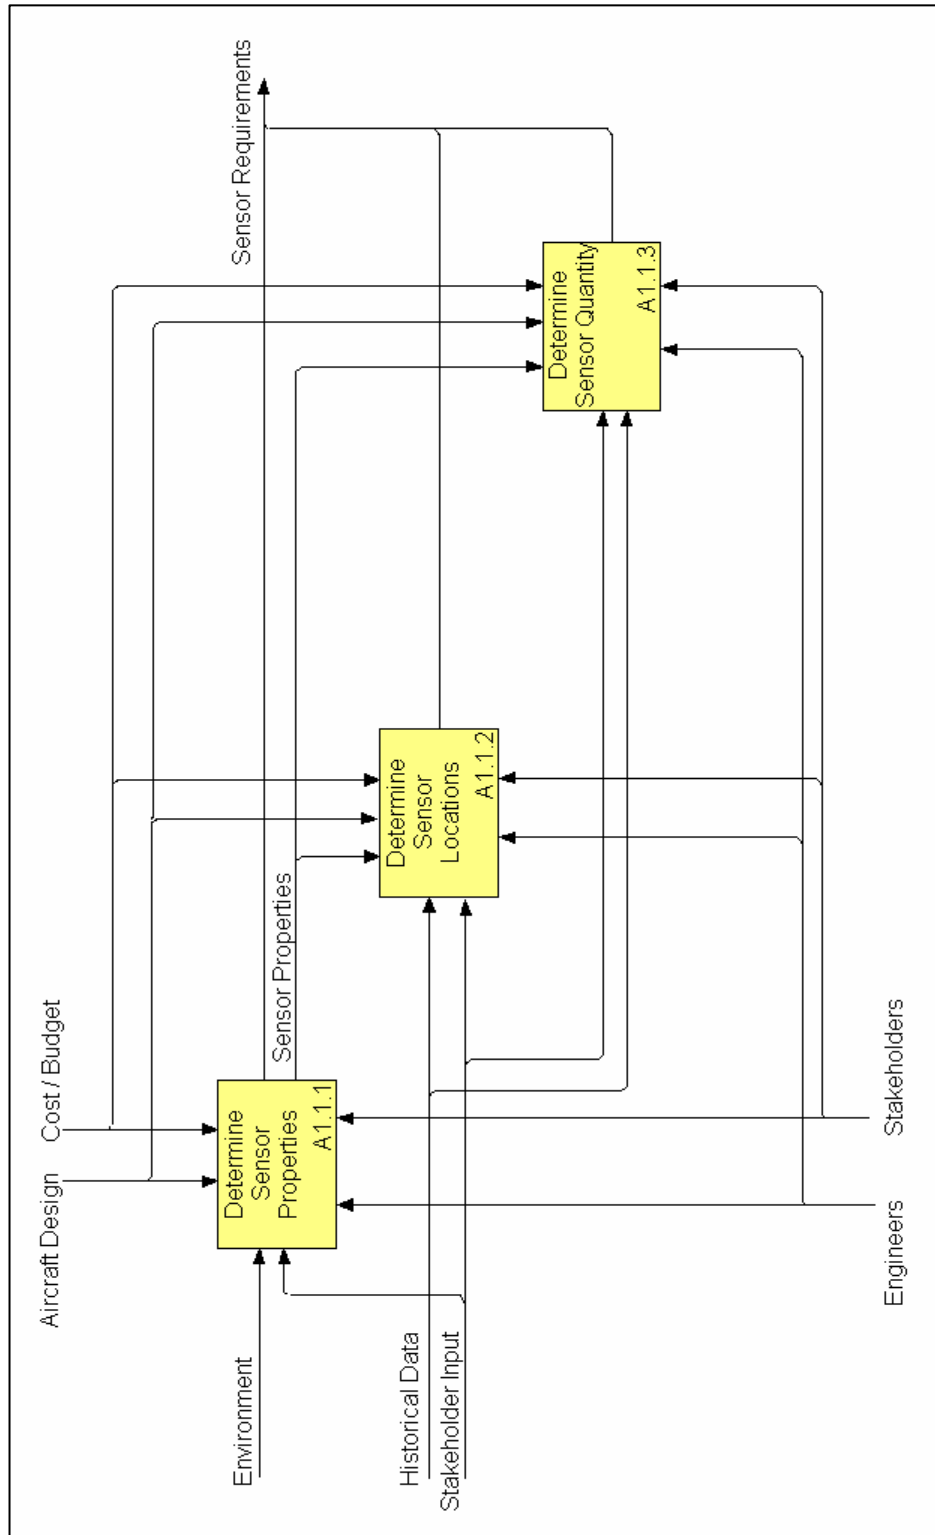 Aircraft Design
Cost / Budget
Sensor Requirements
Environment
Determine
Sensor
Properties
A1.1.1
Sensor Properties
Historical Data
Stakeholder Input
Determine
Sensor
Locations
A1.1.2
Determine
Sensor Quantity
A1.1.3
Engineers
Stakeholders